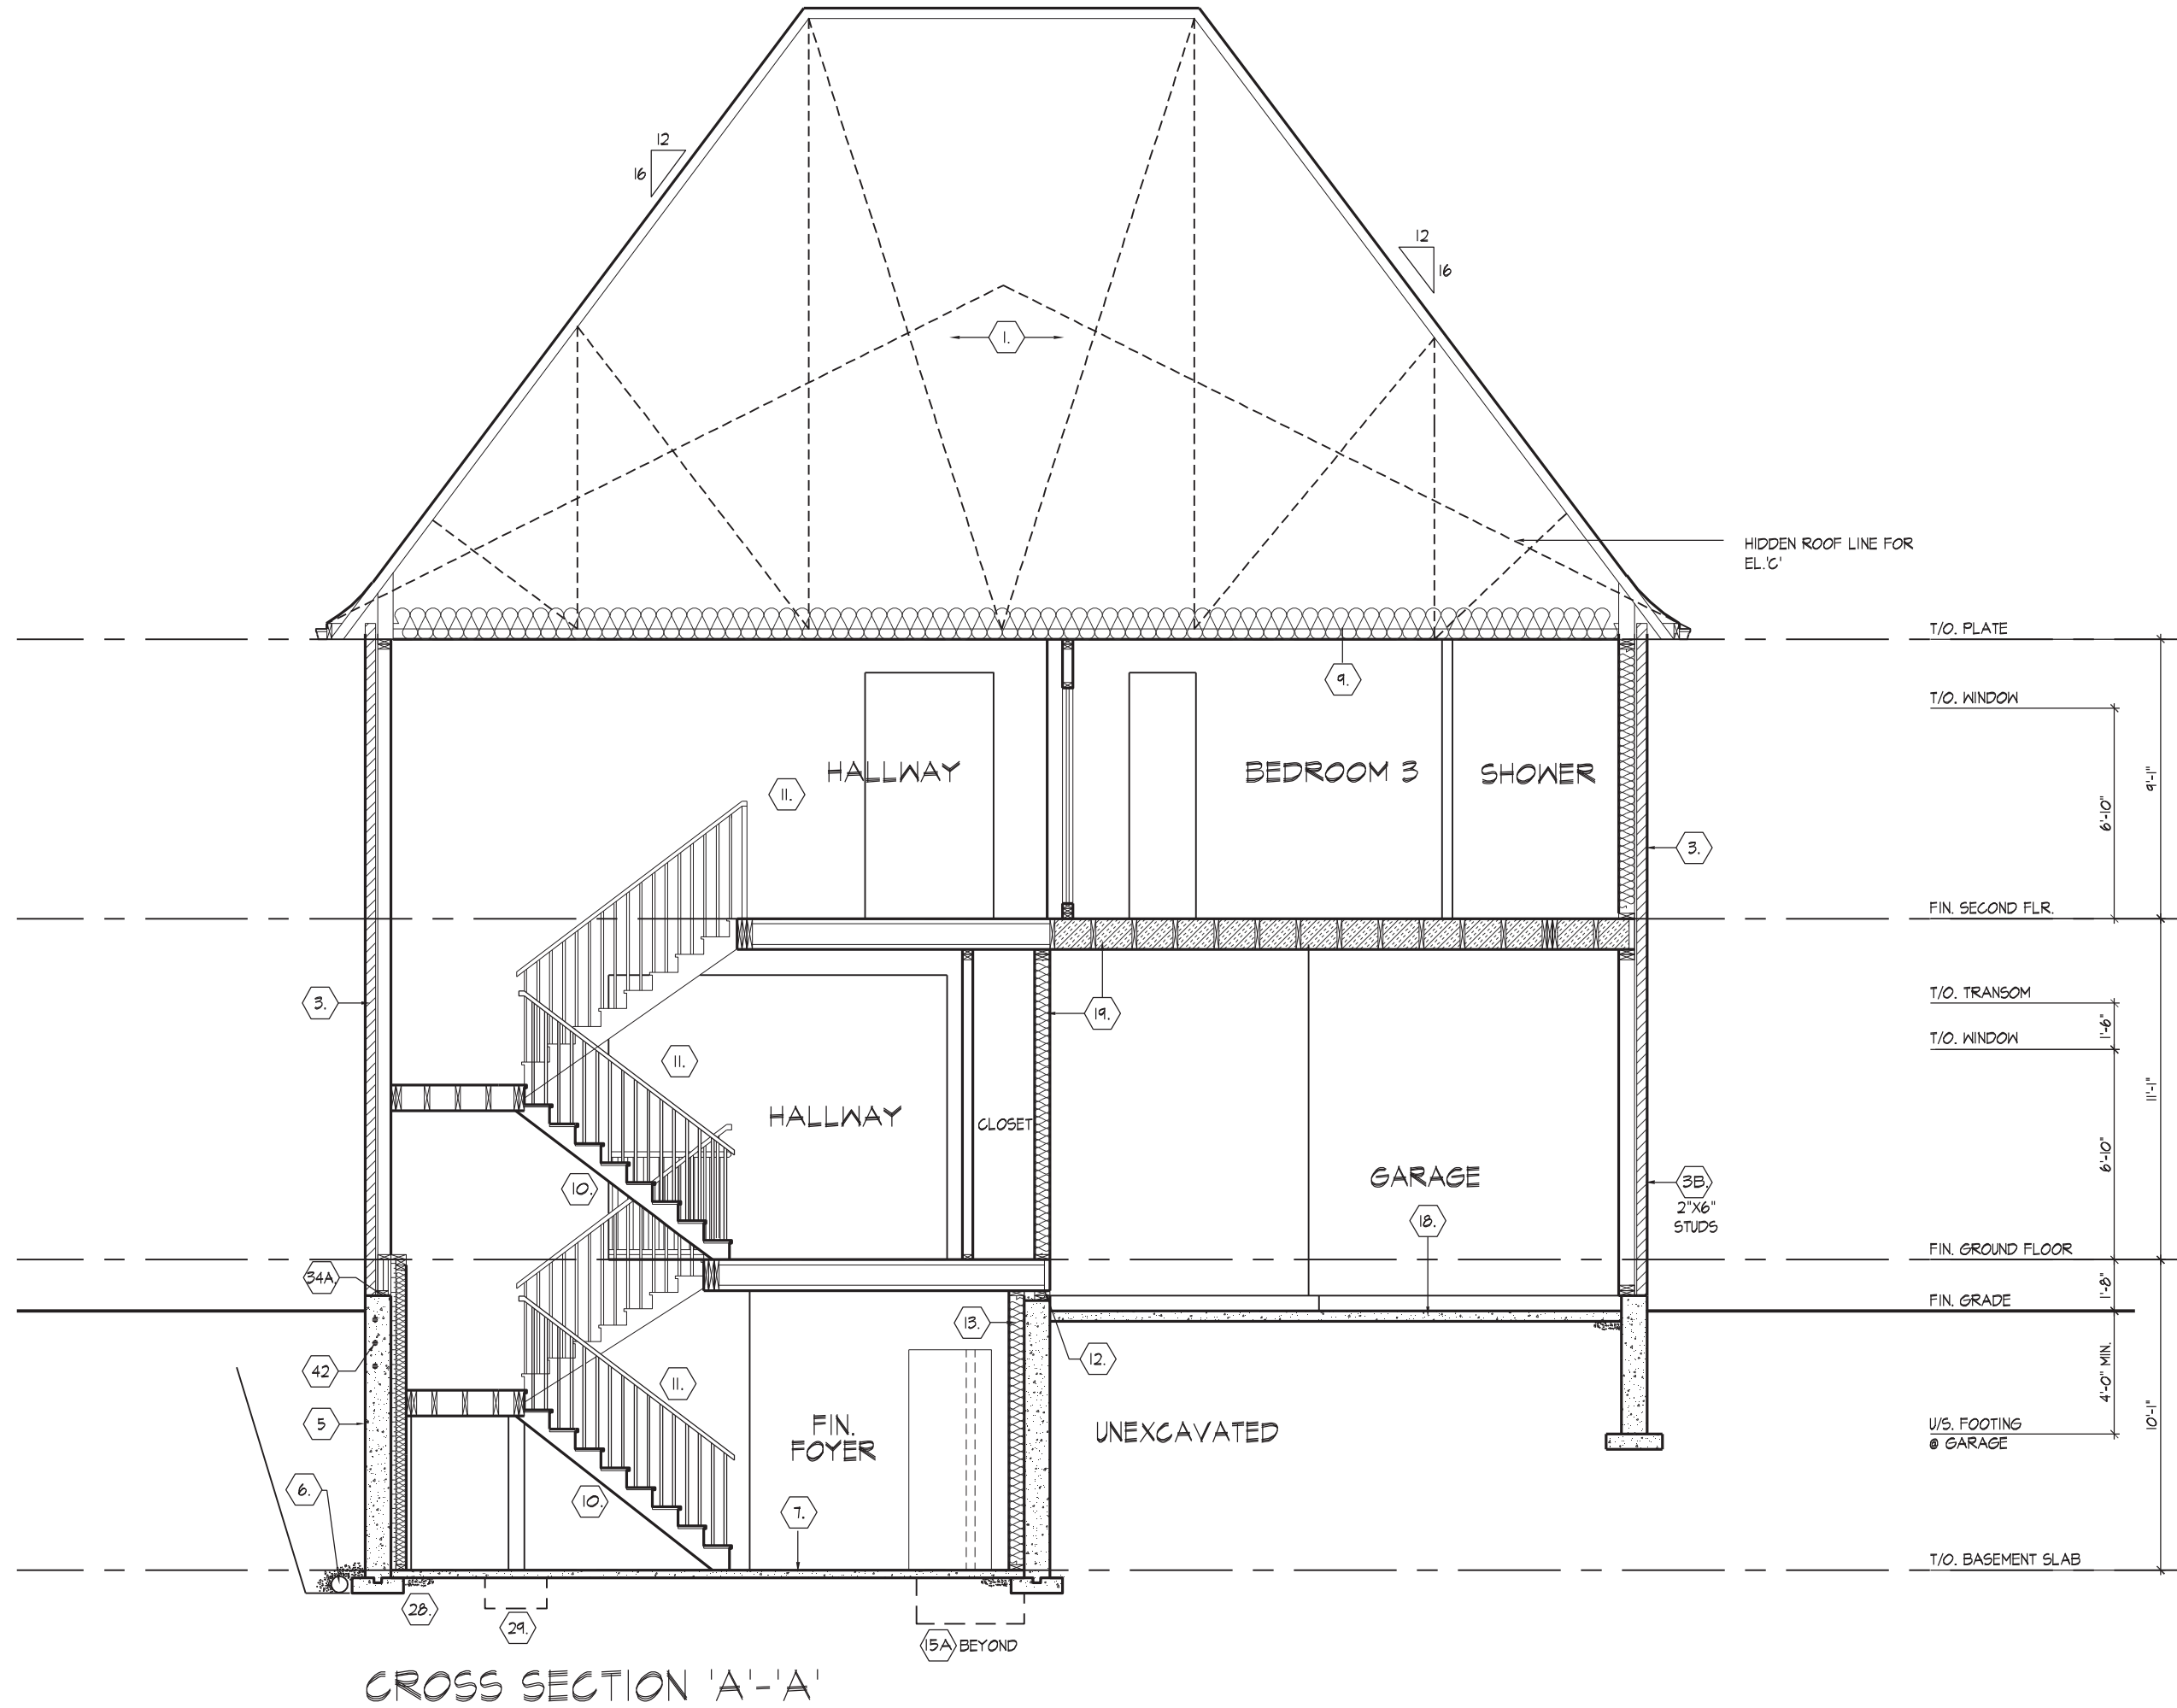 12
16
12
16
1.
HIDDEN ROOF LINE FOR
EL.'C'
T/O. PLATE
9.
T/O. WINDOW
HALLWAY
BEDROOM 3
SHOWER
11.
9'-1"
6'-10"
3.
FIN. SECOND FLR.
3.
19.
T/O. TRANSOM
1'-6"
T/O. WINDOW
11.
11'-1"
HALLWAY
CLOSET
6'-10"
10.
GARAGE
3B.
2"X6"
STUDS
18.
FIN. GROUND FLOOR
34A.
1'-8"
FIN. GRADE
13.
12.
42
11.
4'-0" MIN.
5
FIN.
FOYER
UNEXCAVATED
U/S. FOOTING
@ GARAGE
10'-1"
6.
10.
7.
T/O. BASEMENT SLAB
28.
29.
15A BEYOND
CROSS SECTION 'A'-'A'